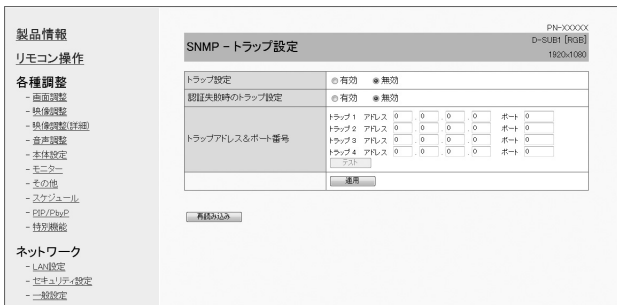 製品情報
リモコン操作
各種調整
- 画面調整
- 映像調整
- 映像調整(詳細)
- 音声調整
- 本体設定
- モニター
- その他
- スケジュール
- PIP/PbyP
- 特別機能
ネットワーク
- LAN設定
- セキュリティ設定
- 一般設定
PN-XXXXX
SNMP - トラップ設定
D-SUB1 [RGB]
1920×1080
トラップ設定 有効 無効
認証失敗時のトラップ設定 有効 無効
トラップアドレス&ポート番号
トラップ 1 アドレス 0 . 0 . 0 . 0 ポート 0
トラップ 2 アドレス 0 . 0 . 0 . 0 ポート 0
トラップ 3 アドレス 0 . 0 . 0 . 0 ポート 0
トラップ 4 アドレス 0 . 0 . 0 . 0 ポート 0
テスト
適用
再読み込み